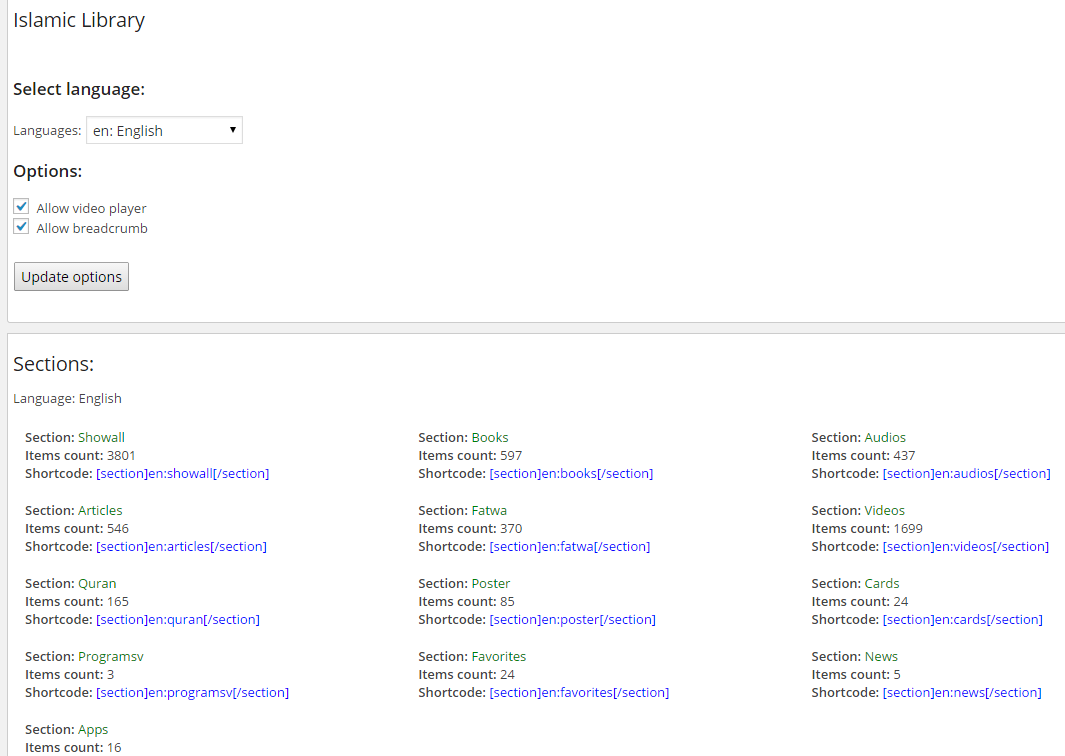 Islamic Library
Select language:
Languages: en: English
Options:
Allow video player
Allow breadcrumb
Update options
Sections:
Language: English
Section: Showall
Items count: 3801
Shortcode: [section]en:showall[/section]
Section: Books
Items count: 597
Shortcode: [section]en:books[/section]
Section: Audios
Items count: 437
Shortcode: [section]en:audios[/section]
Section: Articles
Items count: 546
Shortcode: [section]en:articles[/section]
Section: Fatwa
Items count: 370
Shortcode: [section]en:fatwa[/section]
Section: Videos
Items count: 1699
Shortcode: [section]en:videos[/section]
Section: Quran
Items count: 165
Shortcode: [section]en:quran[/section]
Section: Poster
Items count: 85
Shortcode: [section]en:poster[/section]
Section: Cards
Items count: 24
Shortcode: [section]en:cards[/section]
Section: Programsv
Items count: 3
Shortcode: [section]en:programsv[/section]
Section: Favorites
Items count: 24
Shortcode: [section]en:favorites[/section]
Section: News
Items count: 5
Shortcode: [section]en:news[/section]
Section: Apps
Items count: 16